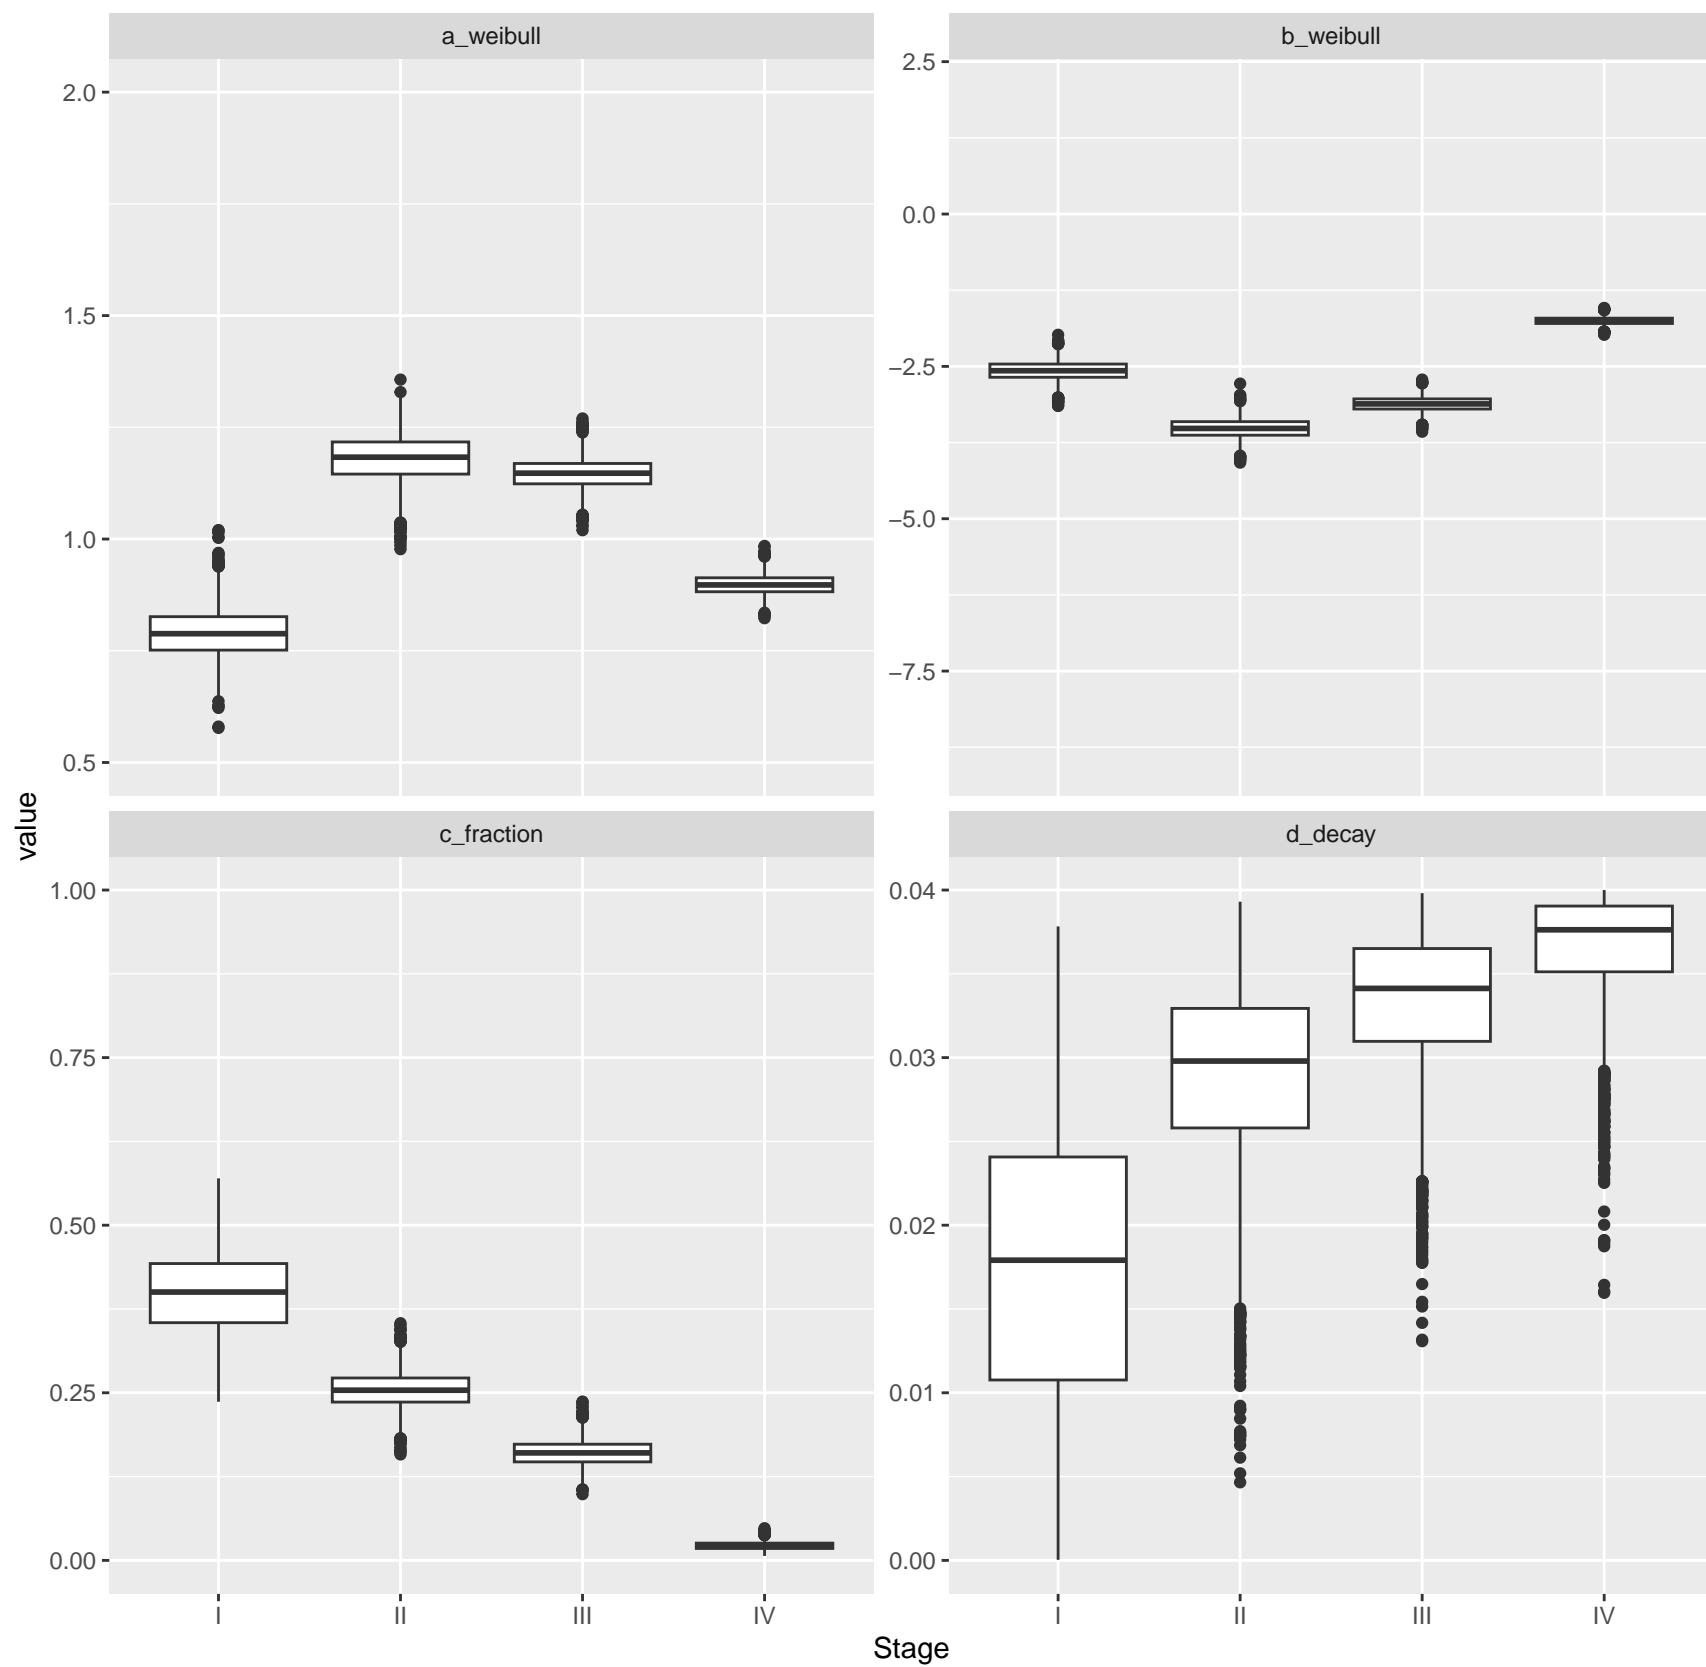 a_weibull
b_weibull
2.0
1.5
1.0
0.5
2.5
0.0
−2.5
−5.0
−7.5
value
c_fraction
d_decay
1.00
0.75
0.50
0.25
0.00
0.04
0.03
0.02
0.01
0.00
I II III IV
I II III IV
Stage